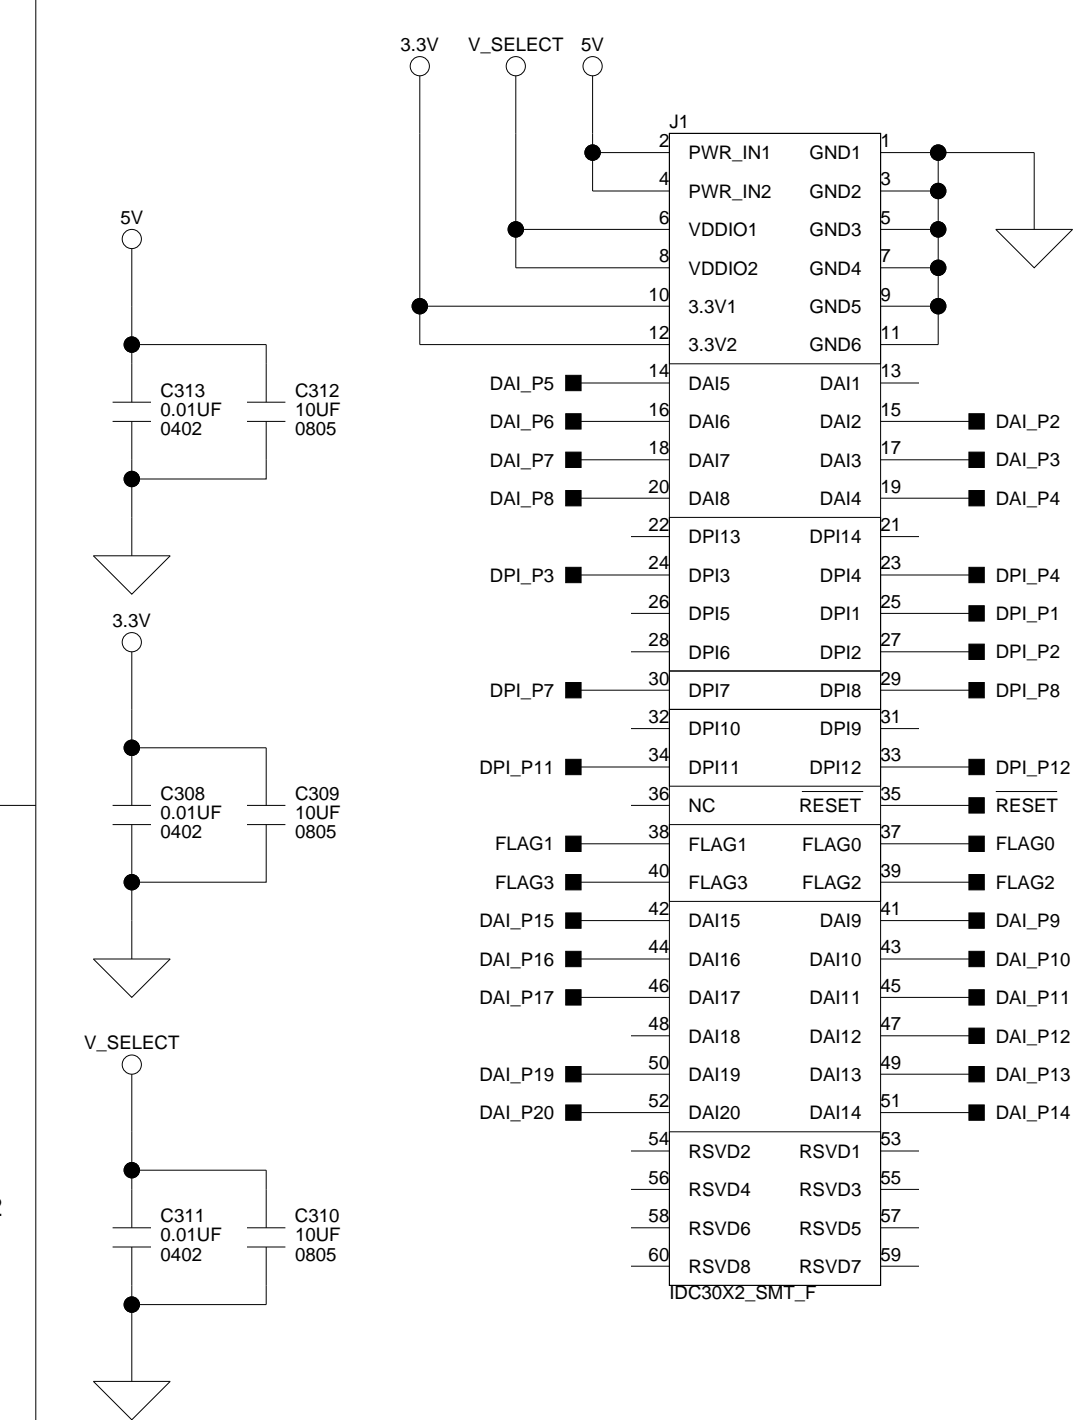 3.3V V_SELECT 5V
J1
2 PWR_IN1 GND1 1
4 PWR_IN2 GND2 3
6 VDDIO1 GND3 5
8 VDDIO2 GND4 7
10 3.3V1 GND5 9
12 3.3V2 GND6 11
DAI_P5 14 DAI5 DAI1 13
DAI_P6 16 DAI6 DAI2 15 DAI_P2
DAI_P7 18 DAI7 DAI3 17 DAI_P3
DAI_P8 20 DAI8 DAI4 19 DAI_P4
22 DPI13 DPI14 21
DPI_P3 24 DPI3 DPI4 23 DPI_P4
26 DPI5 DPI1 25 DPI_P1
28 DPI6 DPI2 27 DPI_P2
DPI_P7 30 DPI7 DPI8 29 DPI_P8
32 DPI10 DPI9 31
DPI_P11 34 DPI11 DPI12 33 DPI_P12
36 NC RESET 35 RESET
FLAG1 38 FLAG1 FLAG0 37 FLAG0
FLAG3 40 FLAG3 FLAG2 39 FLAG2
DAI_P15 42 DAI15 DAI9 41 DAI_P9
DAI_P16 44 DAI16 DAI10 43 DAI_P10
DAI_P17 46 DAI17 DAI11 45 DAI_P11
48 DAI18 DAI12 47 DAI_P12
DAI_P19 50 DAI19 DAI13 49 DAI_P13
DAI_P20 52 DAI20 DAI14 51 DAI_P14
54 RSVD2 RSVD1 53
56 RSVD4 RSVD3 55
58 RSVD6 RSVD5 57
60 RSVD8 RSVD7 59
IDC30X2_SMT_F
5V
C313
0.01UF
0402
C312
10UF
0805
3.3V
C308
0.01UF
0402
C309
10UF
0805
V_SELECT
C311
0.01UF
0402
C310
10UF
0805